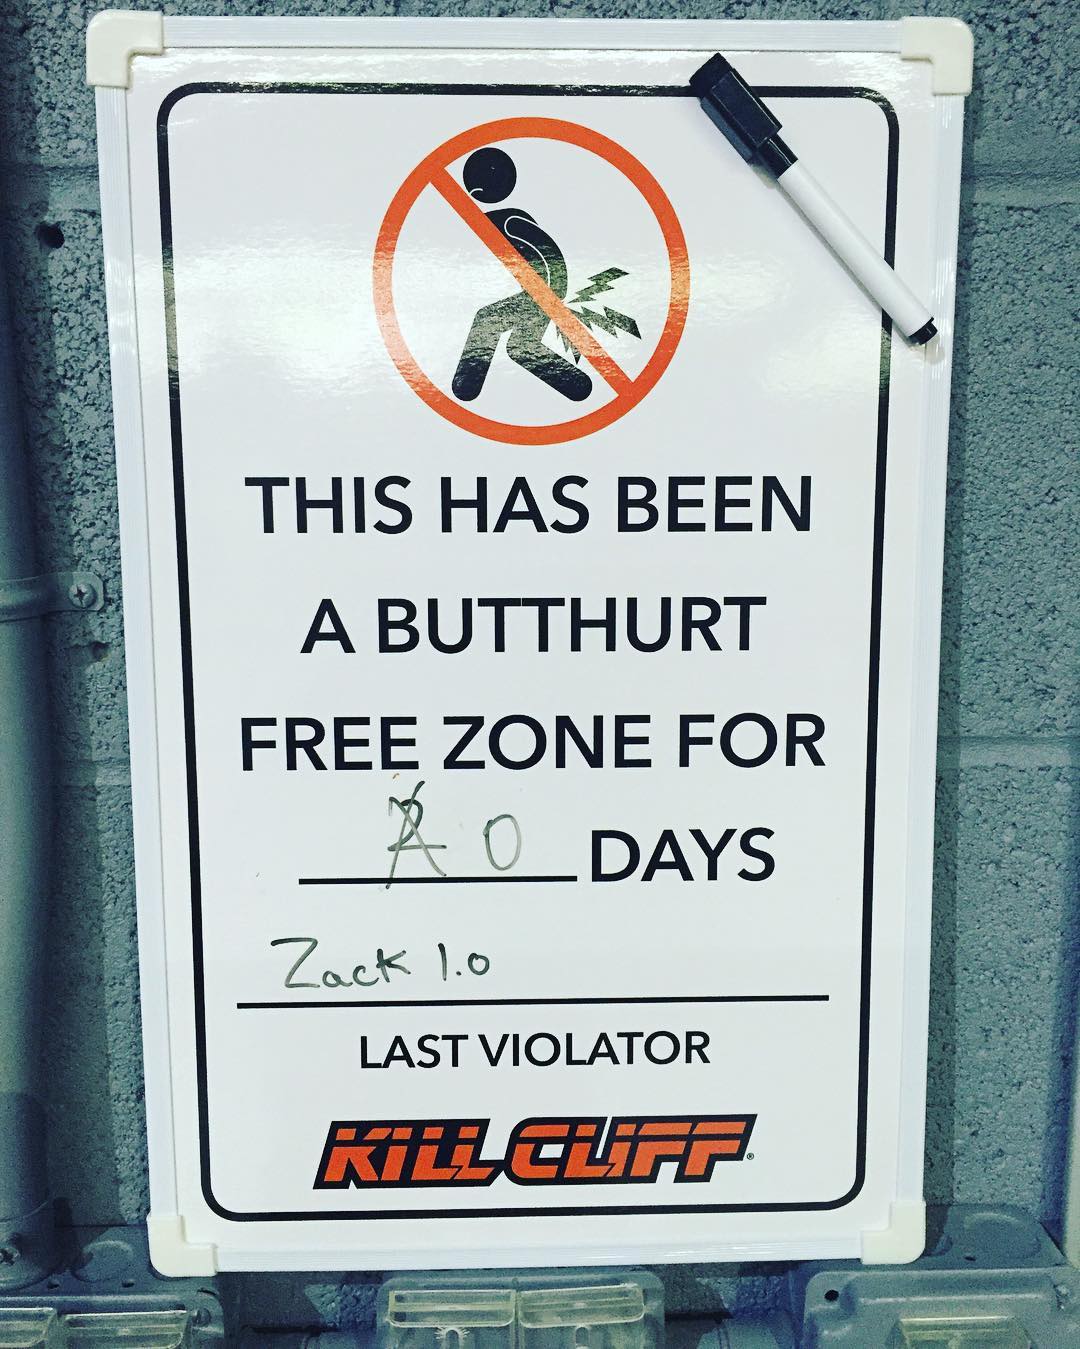 THIS HAS BEEN
A BUTTHURT
FREE ZONE FOR
0 DAYS
Zack 1.0
LAST VIOLATOR
KILL CLIFF®